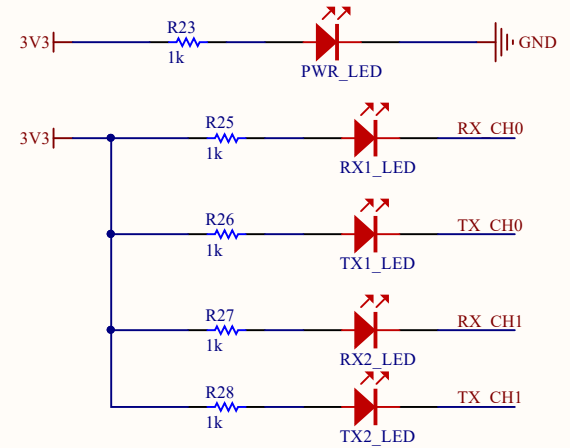 R23
3V3
GND
1k
PWR_LED
R25
RX_CH0
3V3
1k
RX1_LED
R26
TX_CH0
1k
TX1_LED
R27
RX_CH1
1k
RX2_LED
R28
TX_CH1
1k
TX2_LED